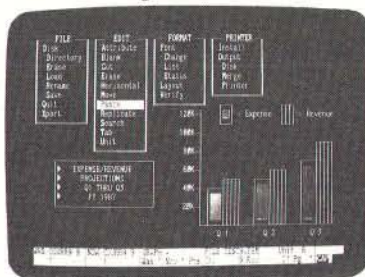 FILE
Disk
Directory
Erase
Load
Rename
Save
Quit
Xport
EDIT
Attribute
Blank
Cut
Erase
Horizontal
Move
Paste
Replicate
Search
Tab
Unit
FORMAT
Font
Change
List
Static
Layout
Verify
PRINTER
Install
Output
Disk
Merge
Printer
EXPENSE/REVENUE
PROJECTIONS
Q1 THRU Q3
FY 1987
120K
- Expense
- Revenue
100K
80K
60K
40K
20K
Q 1
Q 2
Q 3